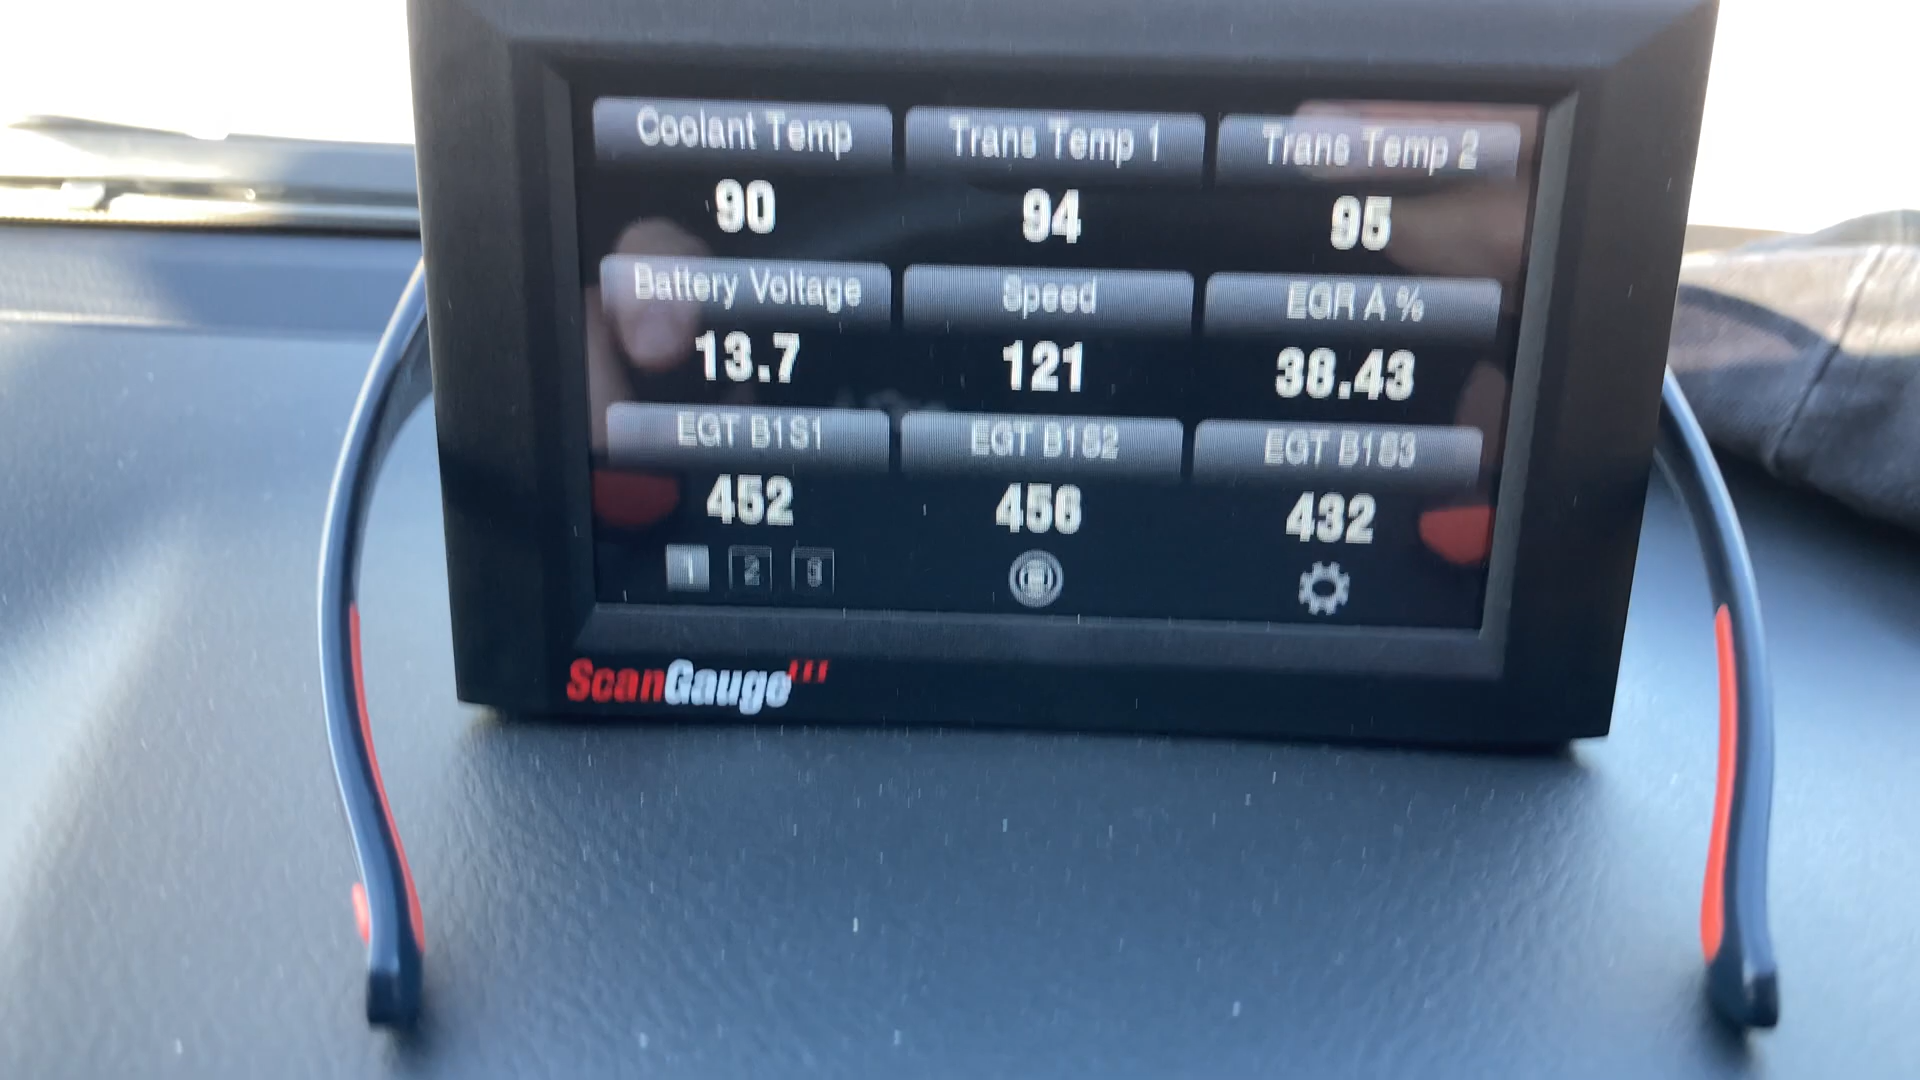 Coolant Temp Trans Temp 1 Trans Temp 2
90 94 95
Battery Voltage Speed EGR A %
13.7 121 38.43
EGT B1S1 EGT B1S2 EGT B1S3
452 456 432
1 2 3
ScanGauge III